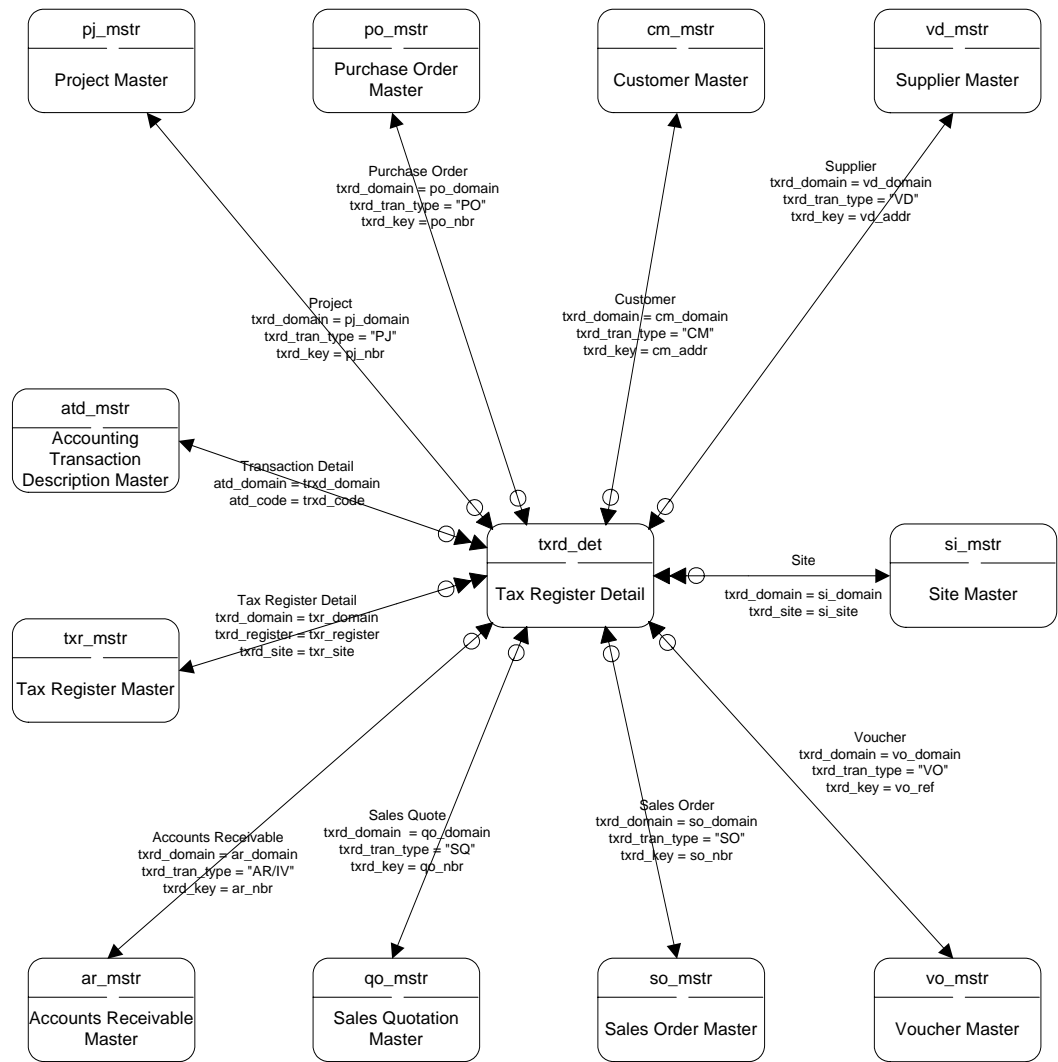 pj_mstr
Project Master
po_mstr
Purchase Order
Master
cm_mstr
Customer Master
vd_mstr
Supplier Master
Purchase Order
txrd_domain = po_domain
txrd_tran_type = "PO"
txrd_key = po_nbr
Supplier
txrd_domain = vd_domain
txrd_tran_type = "VD"
txrd_key = vd_addr
Project
txrd_domain = pj_domain
txrd_tran_type = "PJ"
txrd_key = pj_nbr
Customer
txrd_domain = cm_domain
txrd_tran_type = "CM"
txrd_key = cm_addr
atd_mstr
Accounting
Transaction
Description Master
Transaction Detail
atd_domain = trxd_domain
atd_code = trxd_code
txrd_det
Tax Register Detail
Site
txrd_domain = si_domain
txrd_site = si_site
si_mstr
Site Master
Tax Register Detail
txrd_domain = txr_domain
txrd_register = txr_register
txrd_site = txr_site
txr_mstr
Tax Register Master
Voucher
txrd_domain = vo_domain
txrd_tran_type = "VO"
txrd_key = vo_ref
Accounts Receivable
txrd_domain = ar_domain
txrd_tran_type = "AR/IV"
txrd_key = ar_nbr
Sales Quote
txrd_domain = qo_domain
txrd_tran_type = "SQ"
txrd_key = qo_nbr
Sales Order
txrd_domain = so_domain
txrd_tran_type = "SO"
txrd_key = so_nbr
ar_mstr
Accounts Receivable
Master
qo_mstr
Sales Quotation
Master
so_mstr
Sales Order Master
vo_mstr
Voucher Master